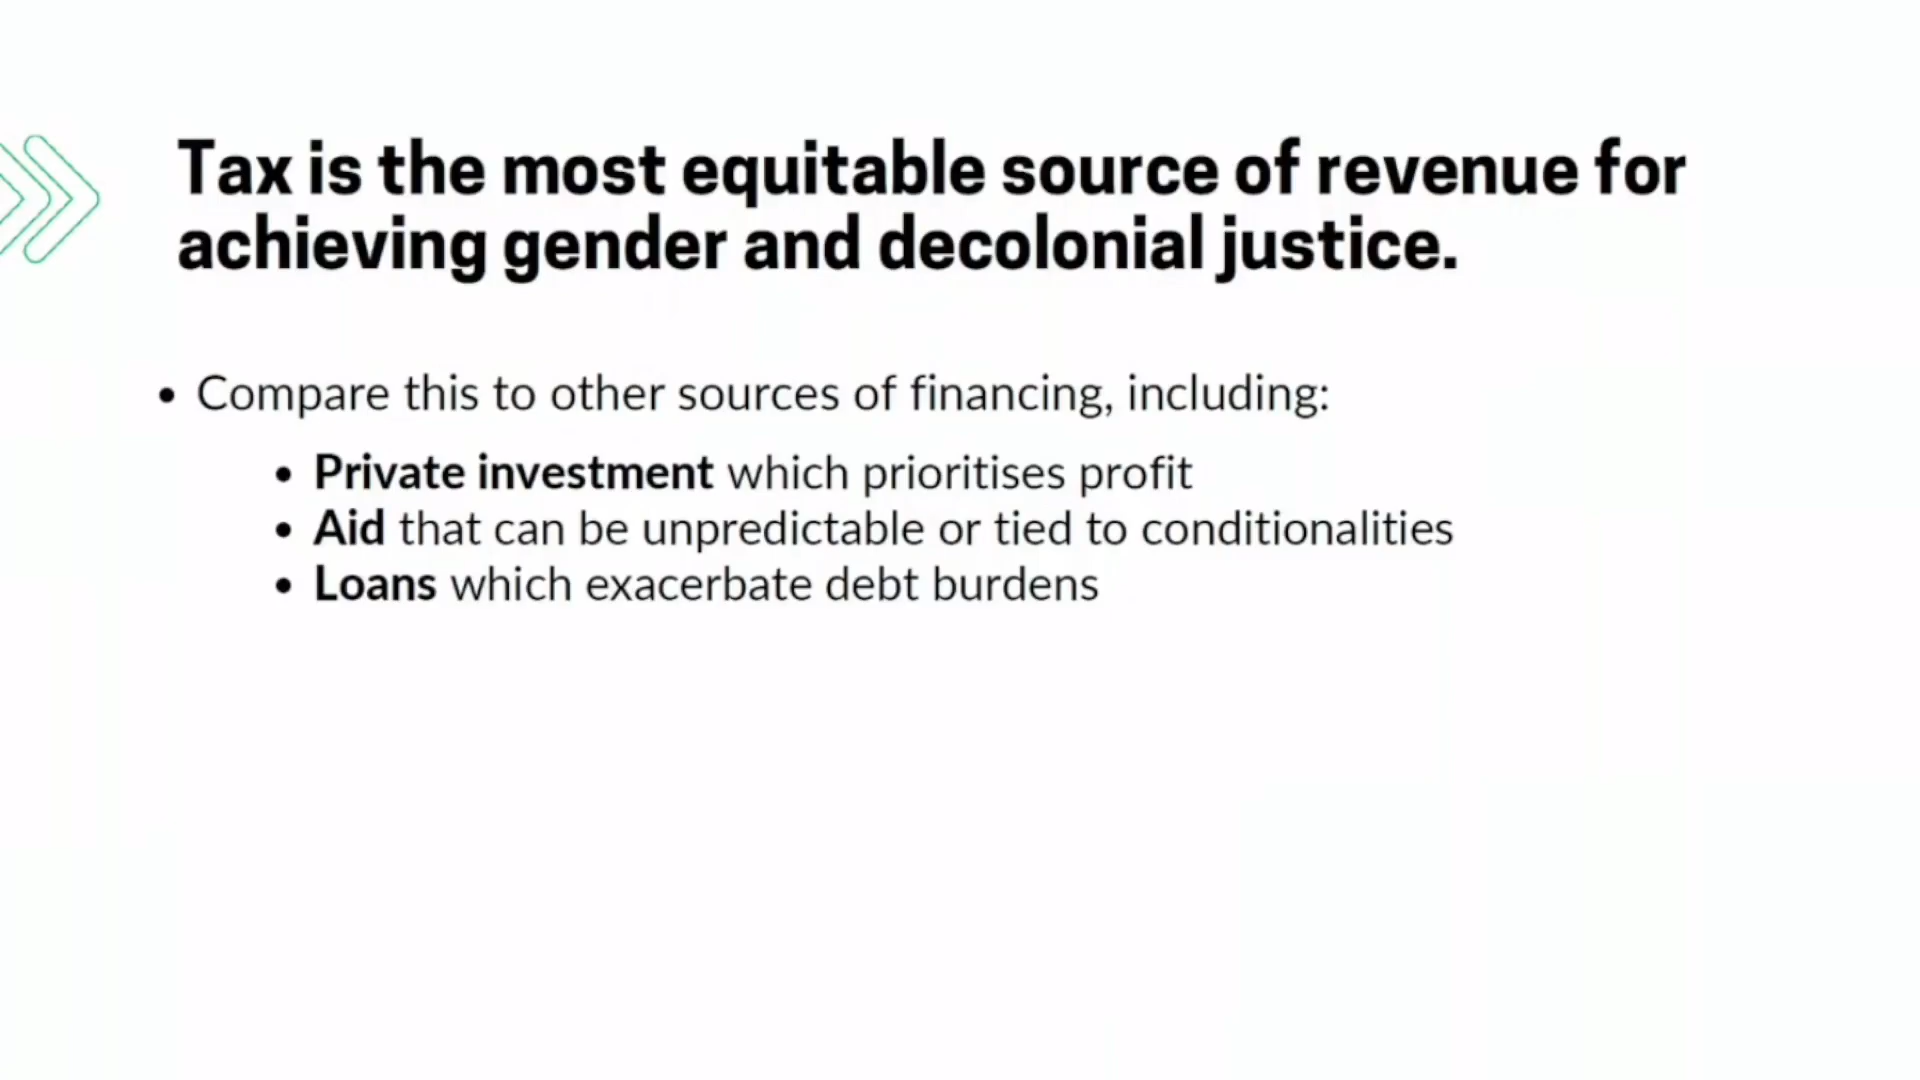 Tax is the most equitable source of revenue for
achieving gender and decolonial justice.
• Compare this to other sources of financing, including:
• Private investment which prioritises profit
• Aid that can be unpredictable or tied to conditionalities
• Loans which exacerbate debt burdens